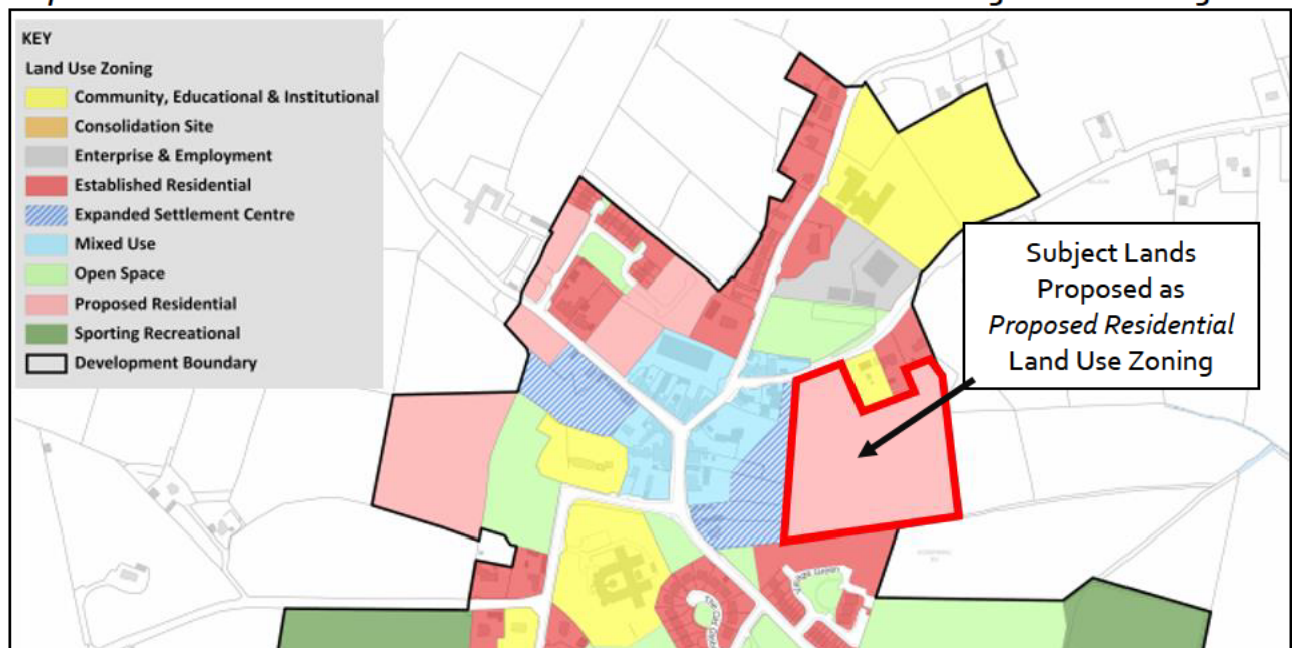 KEY
Land Use Zoning
Community, Educational & Institutional
Consolidation Site
Enterprise & Employment
Established Residential
Expanded Settlement Centre
Mixed Use
Open Space
Proposed Residential
Sporting Recreational
Development Boundary
Subject Lands
Proposed as
Proposed Residential
Land Use Zoning